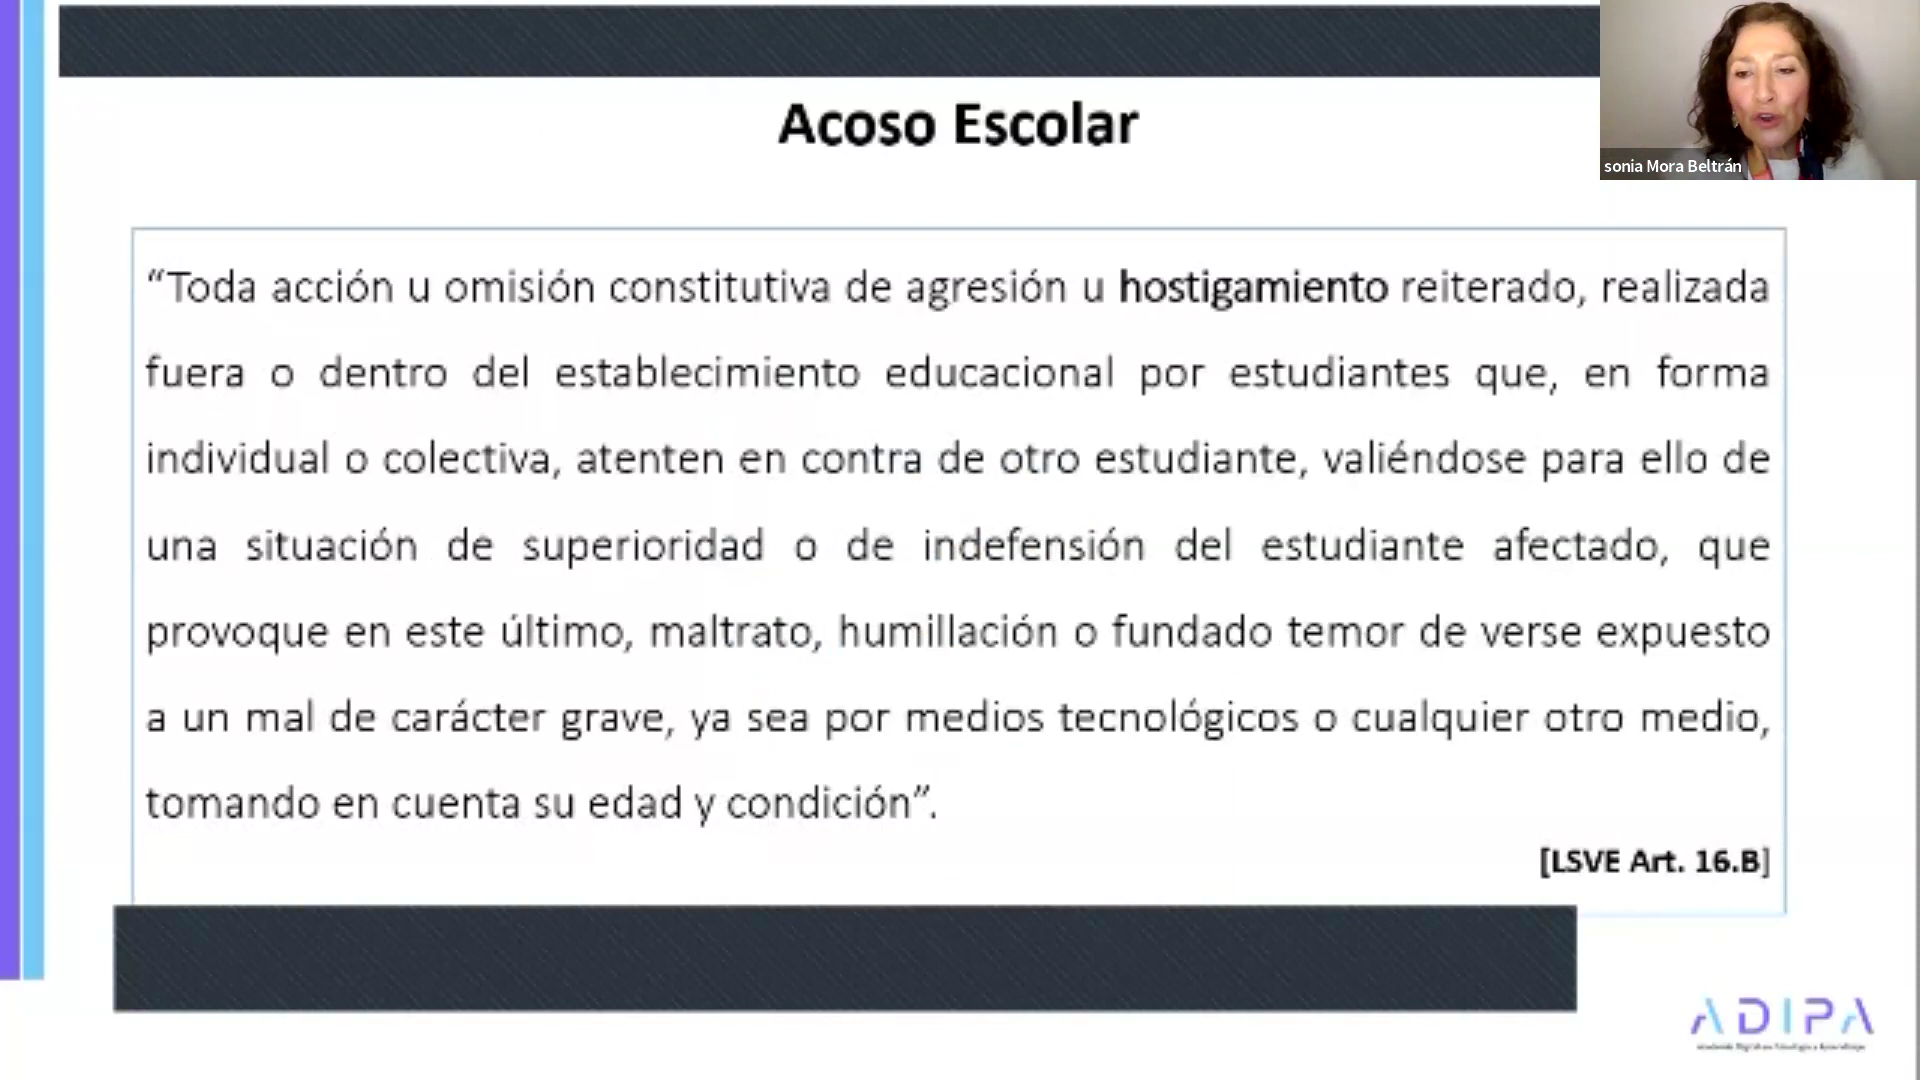 Acoso Escolar
sonia Mora Beltrán
“Toda acción u omisión constitutiva de agresión u hostigamiento reiterado, realizada
fuera o dentro del establecimiento educacional por estudiantes que, en forma
individual o colectiva, atenten en contra de otro estudiante, valiéndose para ello de
una situación de superioridad o de indefensión del estudiante afectado, que
provoque en este último, maltrato, humillación o fundado temor de verse expuesto
a un mal de carácter grave, ya sea por medios tecnológicos o cualquier otro medio,
tomando en cuenta su edad y condición”.
[LSVE Art. 16.B]
ADIPA